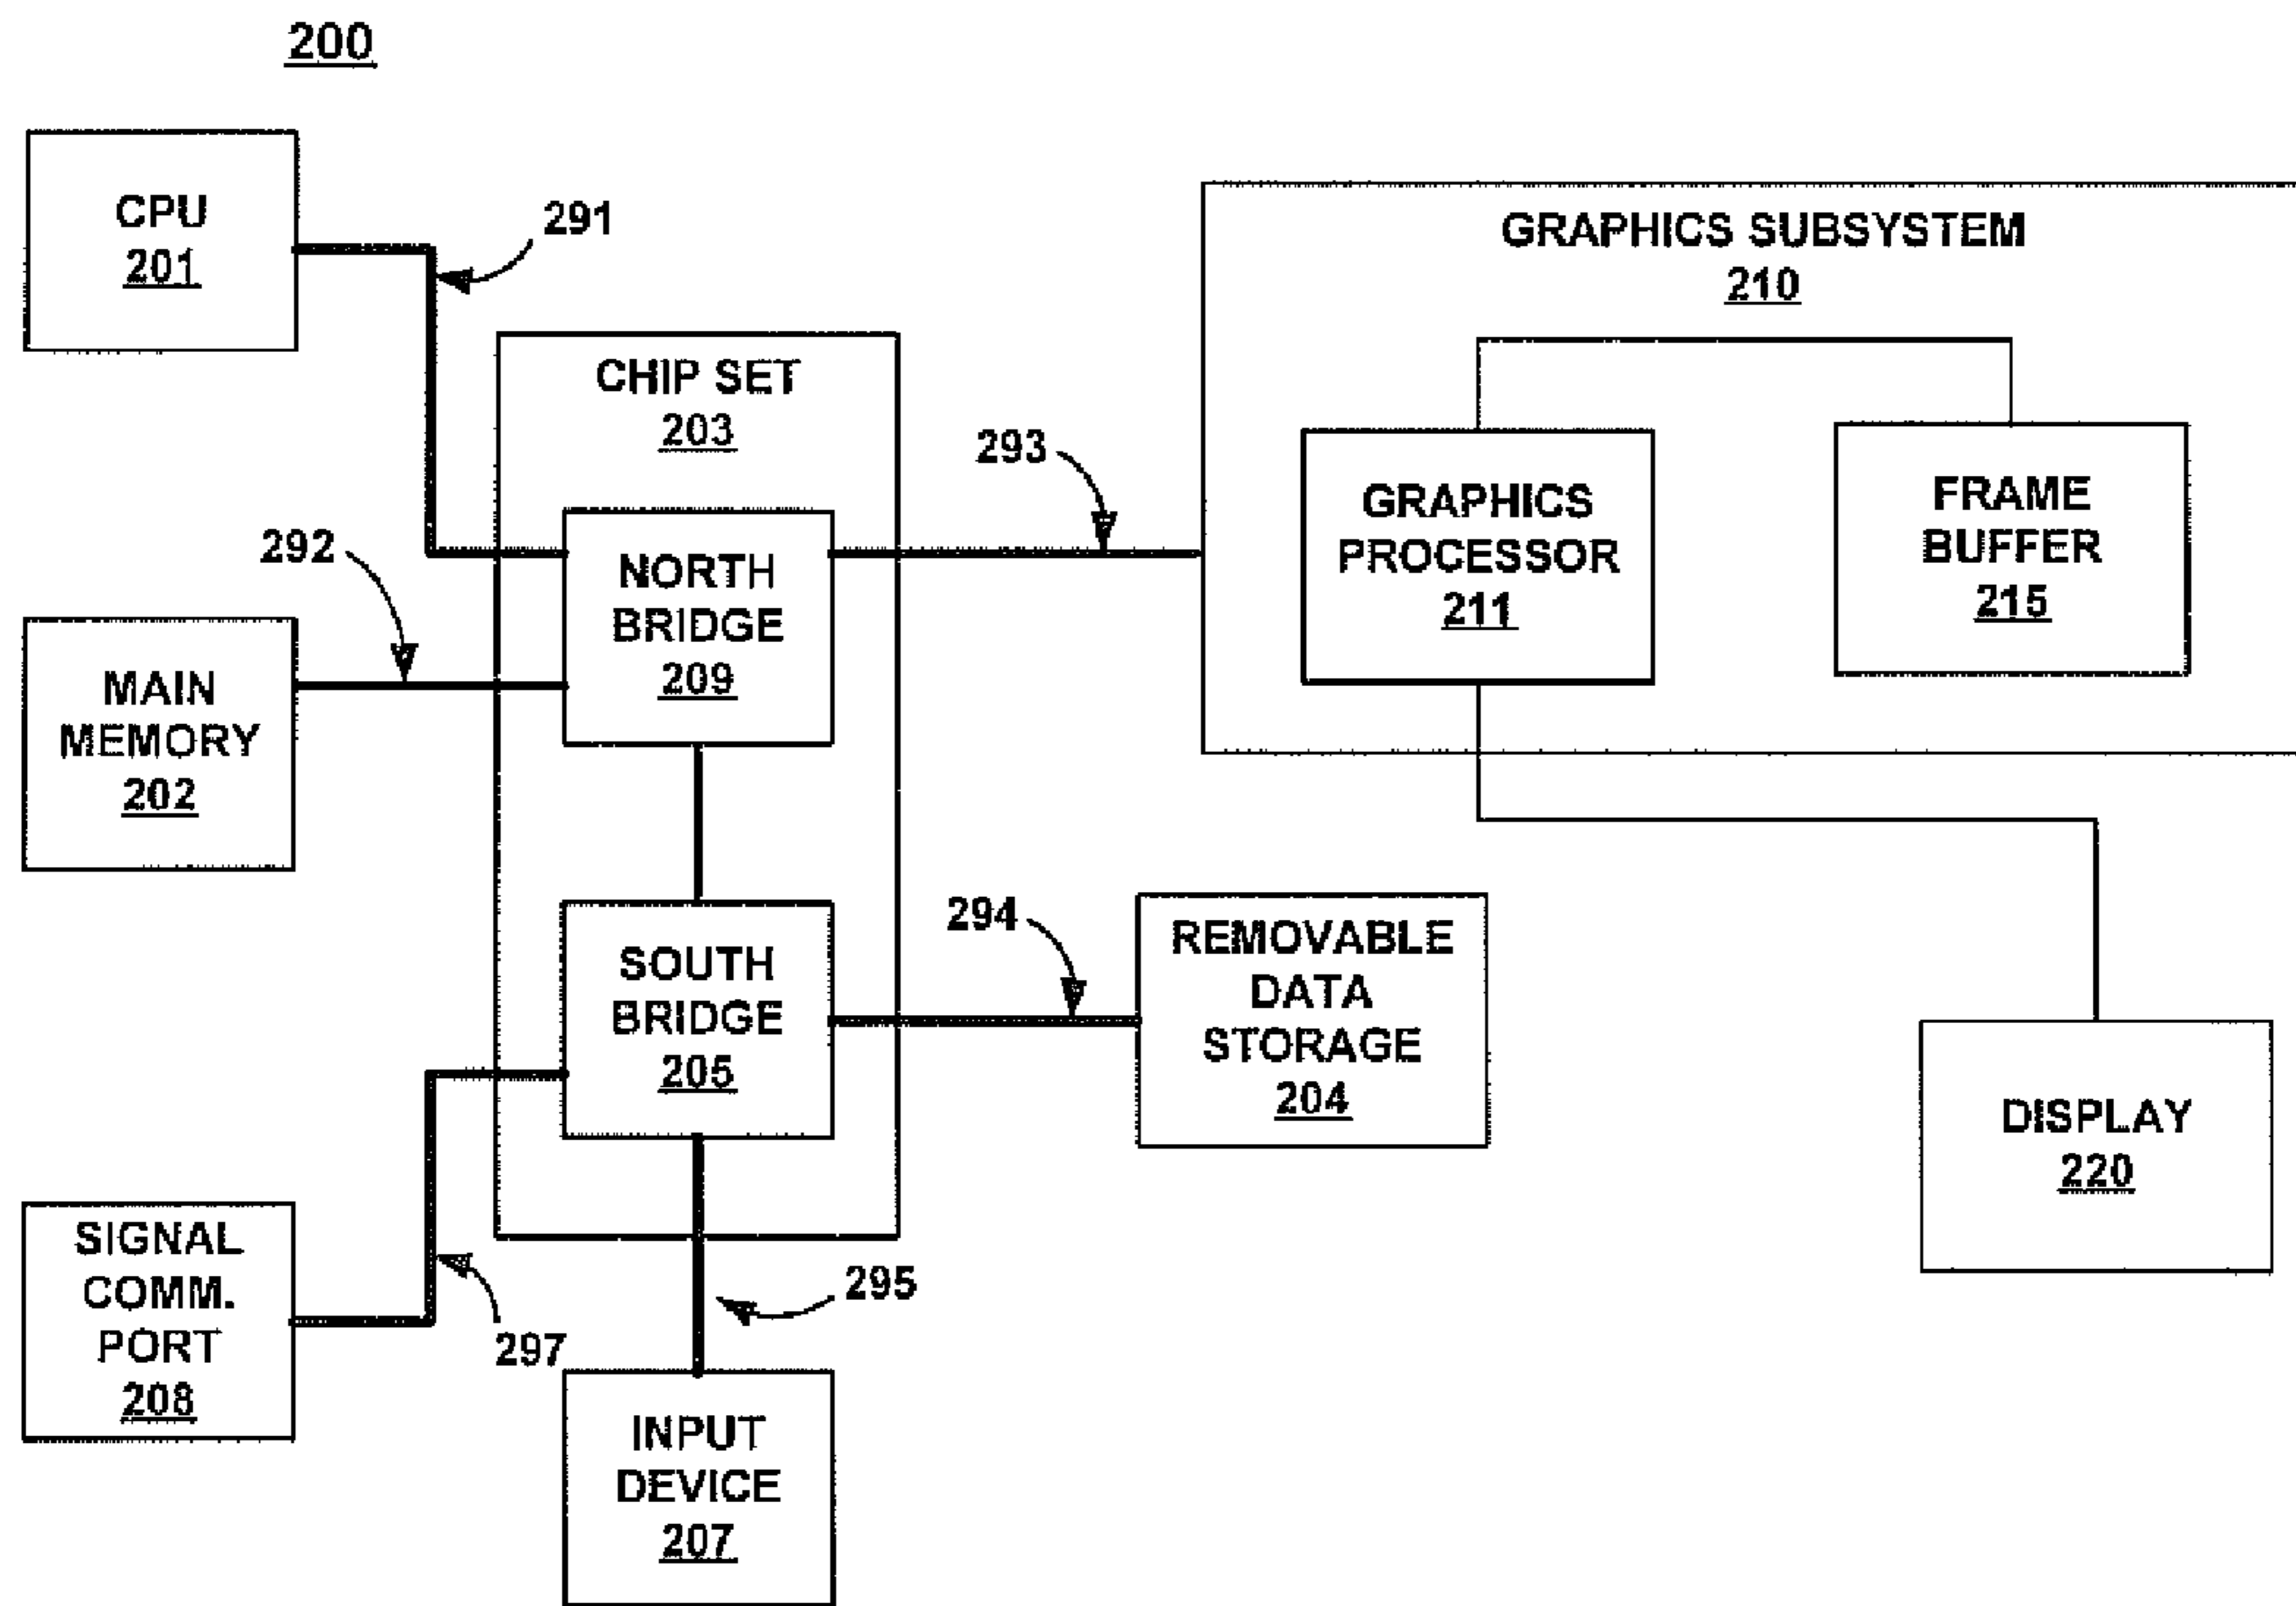 200
CPU
201
291
GRAPHICS SUBSYSTEM
210
CHIP SET
203
293
GRAPHICS
PROCESSOR
211
FRAME
BUFFER
215
292
NORTH
BRIDGE
209
MAIN
MEMORY
202
SOUTH
BRIDGE
205
294
REMOVABLE
DATA
STORAGE
204
DISPLAY
220
SIGNAL
COMM.
PORT
208
297
295
INPUT
DEVICE
207